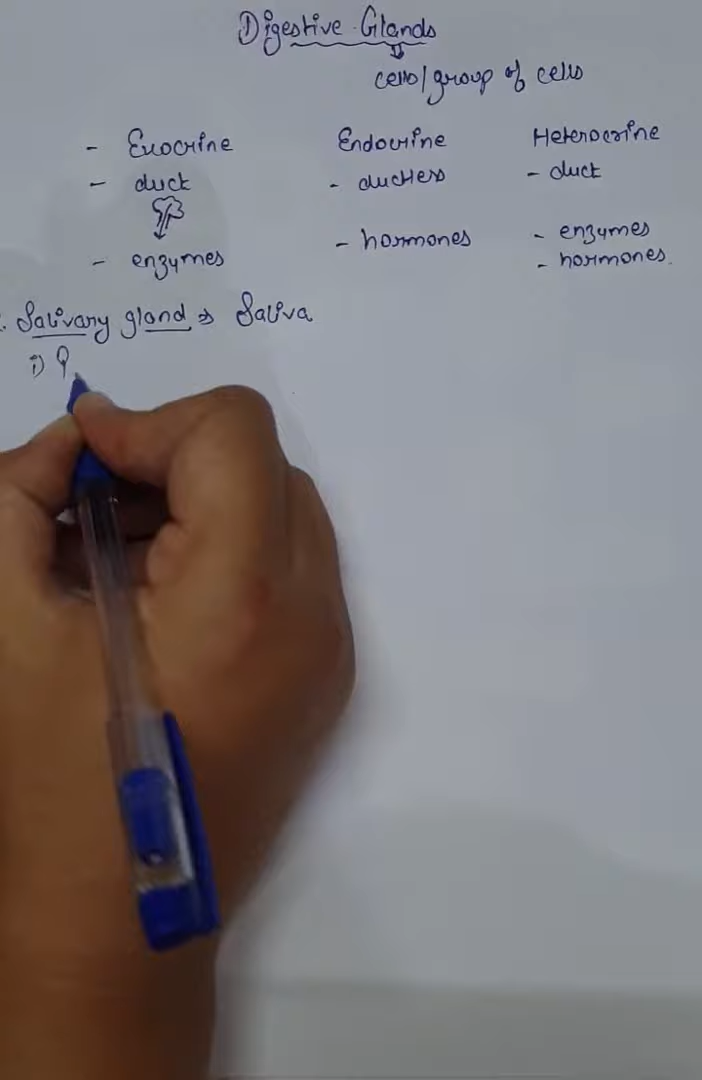 Digestive Glands
cells/group of cells
- Exocrine Endocrine Heterocrine
- duct - ductless - duct
- enzymes - hormones - enzymes
- hormones.
. Salivary gland → Saliva
i) P